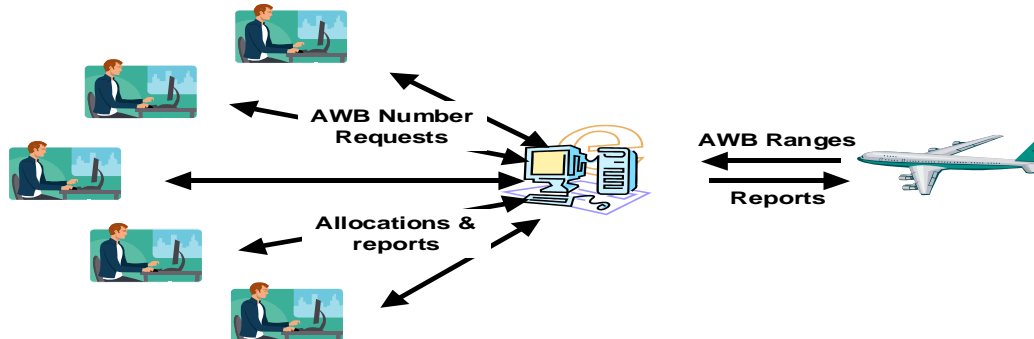 AWB Number
Requests
AWB Ranges
Reports
Allocations &
reports